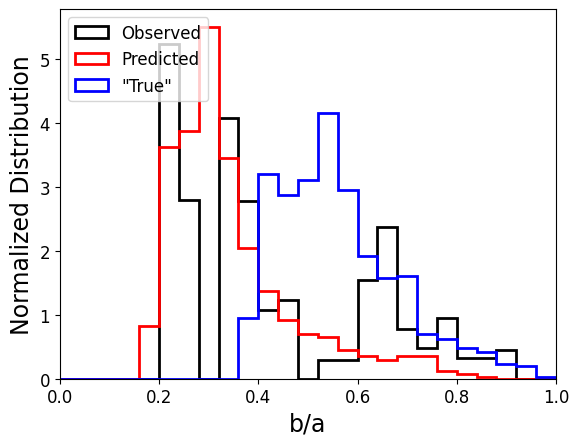 Observed
Predicted
"True"
Normalized Distribution
5
4
3
2
1
0
0.0 0.2 0.4 0.6 0.8 1.0
b/a